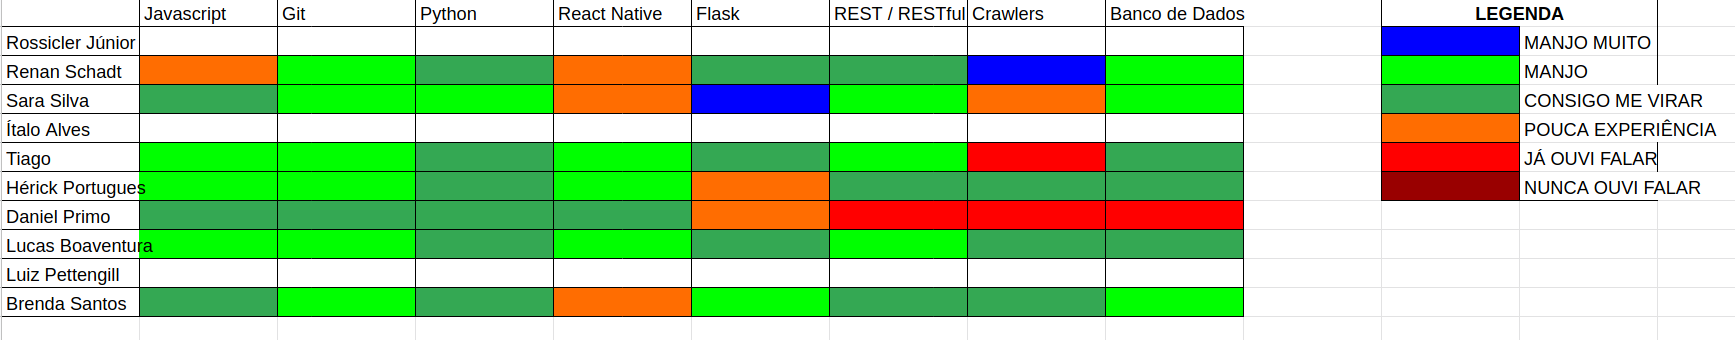 Javascript Git Python React Native Flask REST / RESTful Crawlers Banco de Dados LEGENDA
Rossicler Júnior MANJO MUITO
Renan Schadt MANJO
Sara Silva CONSIGO ME VIRAR
Ítalo Alves POUCA EXPERIÊNCIA
Tiago JÁ OUVI FALAR
Hérick Portugues NUNCA OUVI FALAR
Daniel Primo
Lucas Boaventura
Luiz Pettengill
Brenda Santos